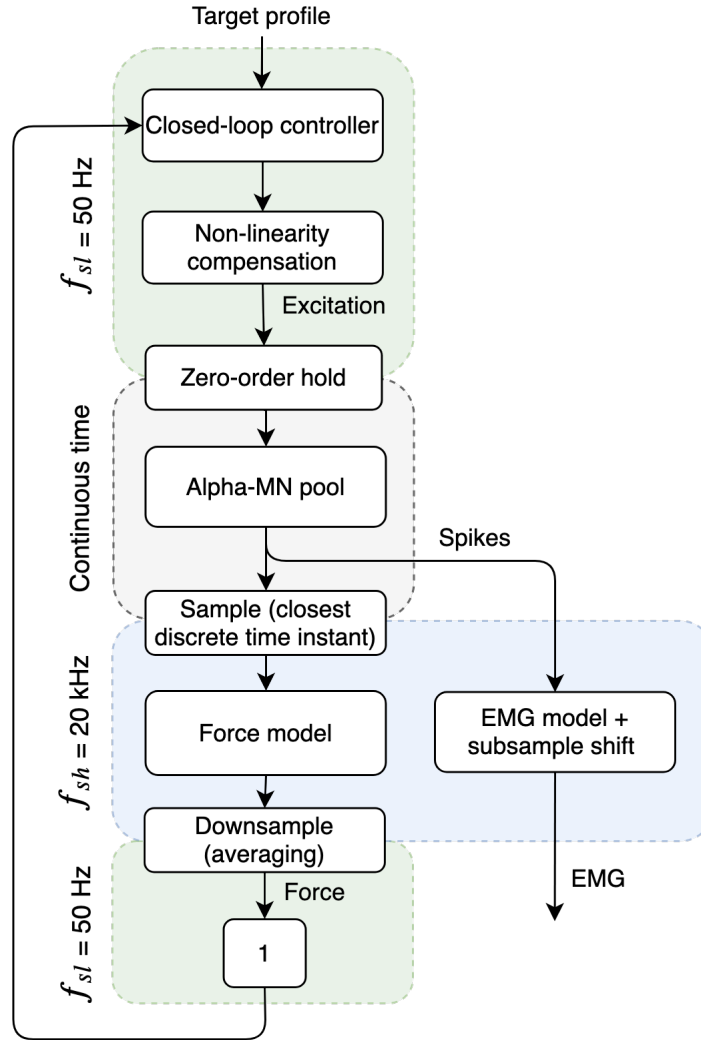 Target profile
Closed-loop controller
f_sl = 50 Hz
Non-linearity
compensation
Excitation
Zero-order hold
Continuous time
Alpha-MN pool
Spikes
Sample (closest
discrete time instant)
f_sh = 20 kHz
Force model
EMG model +
subsample shift
Downsample
(averaging)
Force
EMG
f_sl = 50 Hz
1